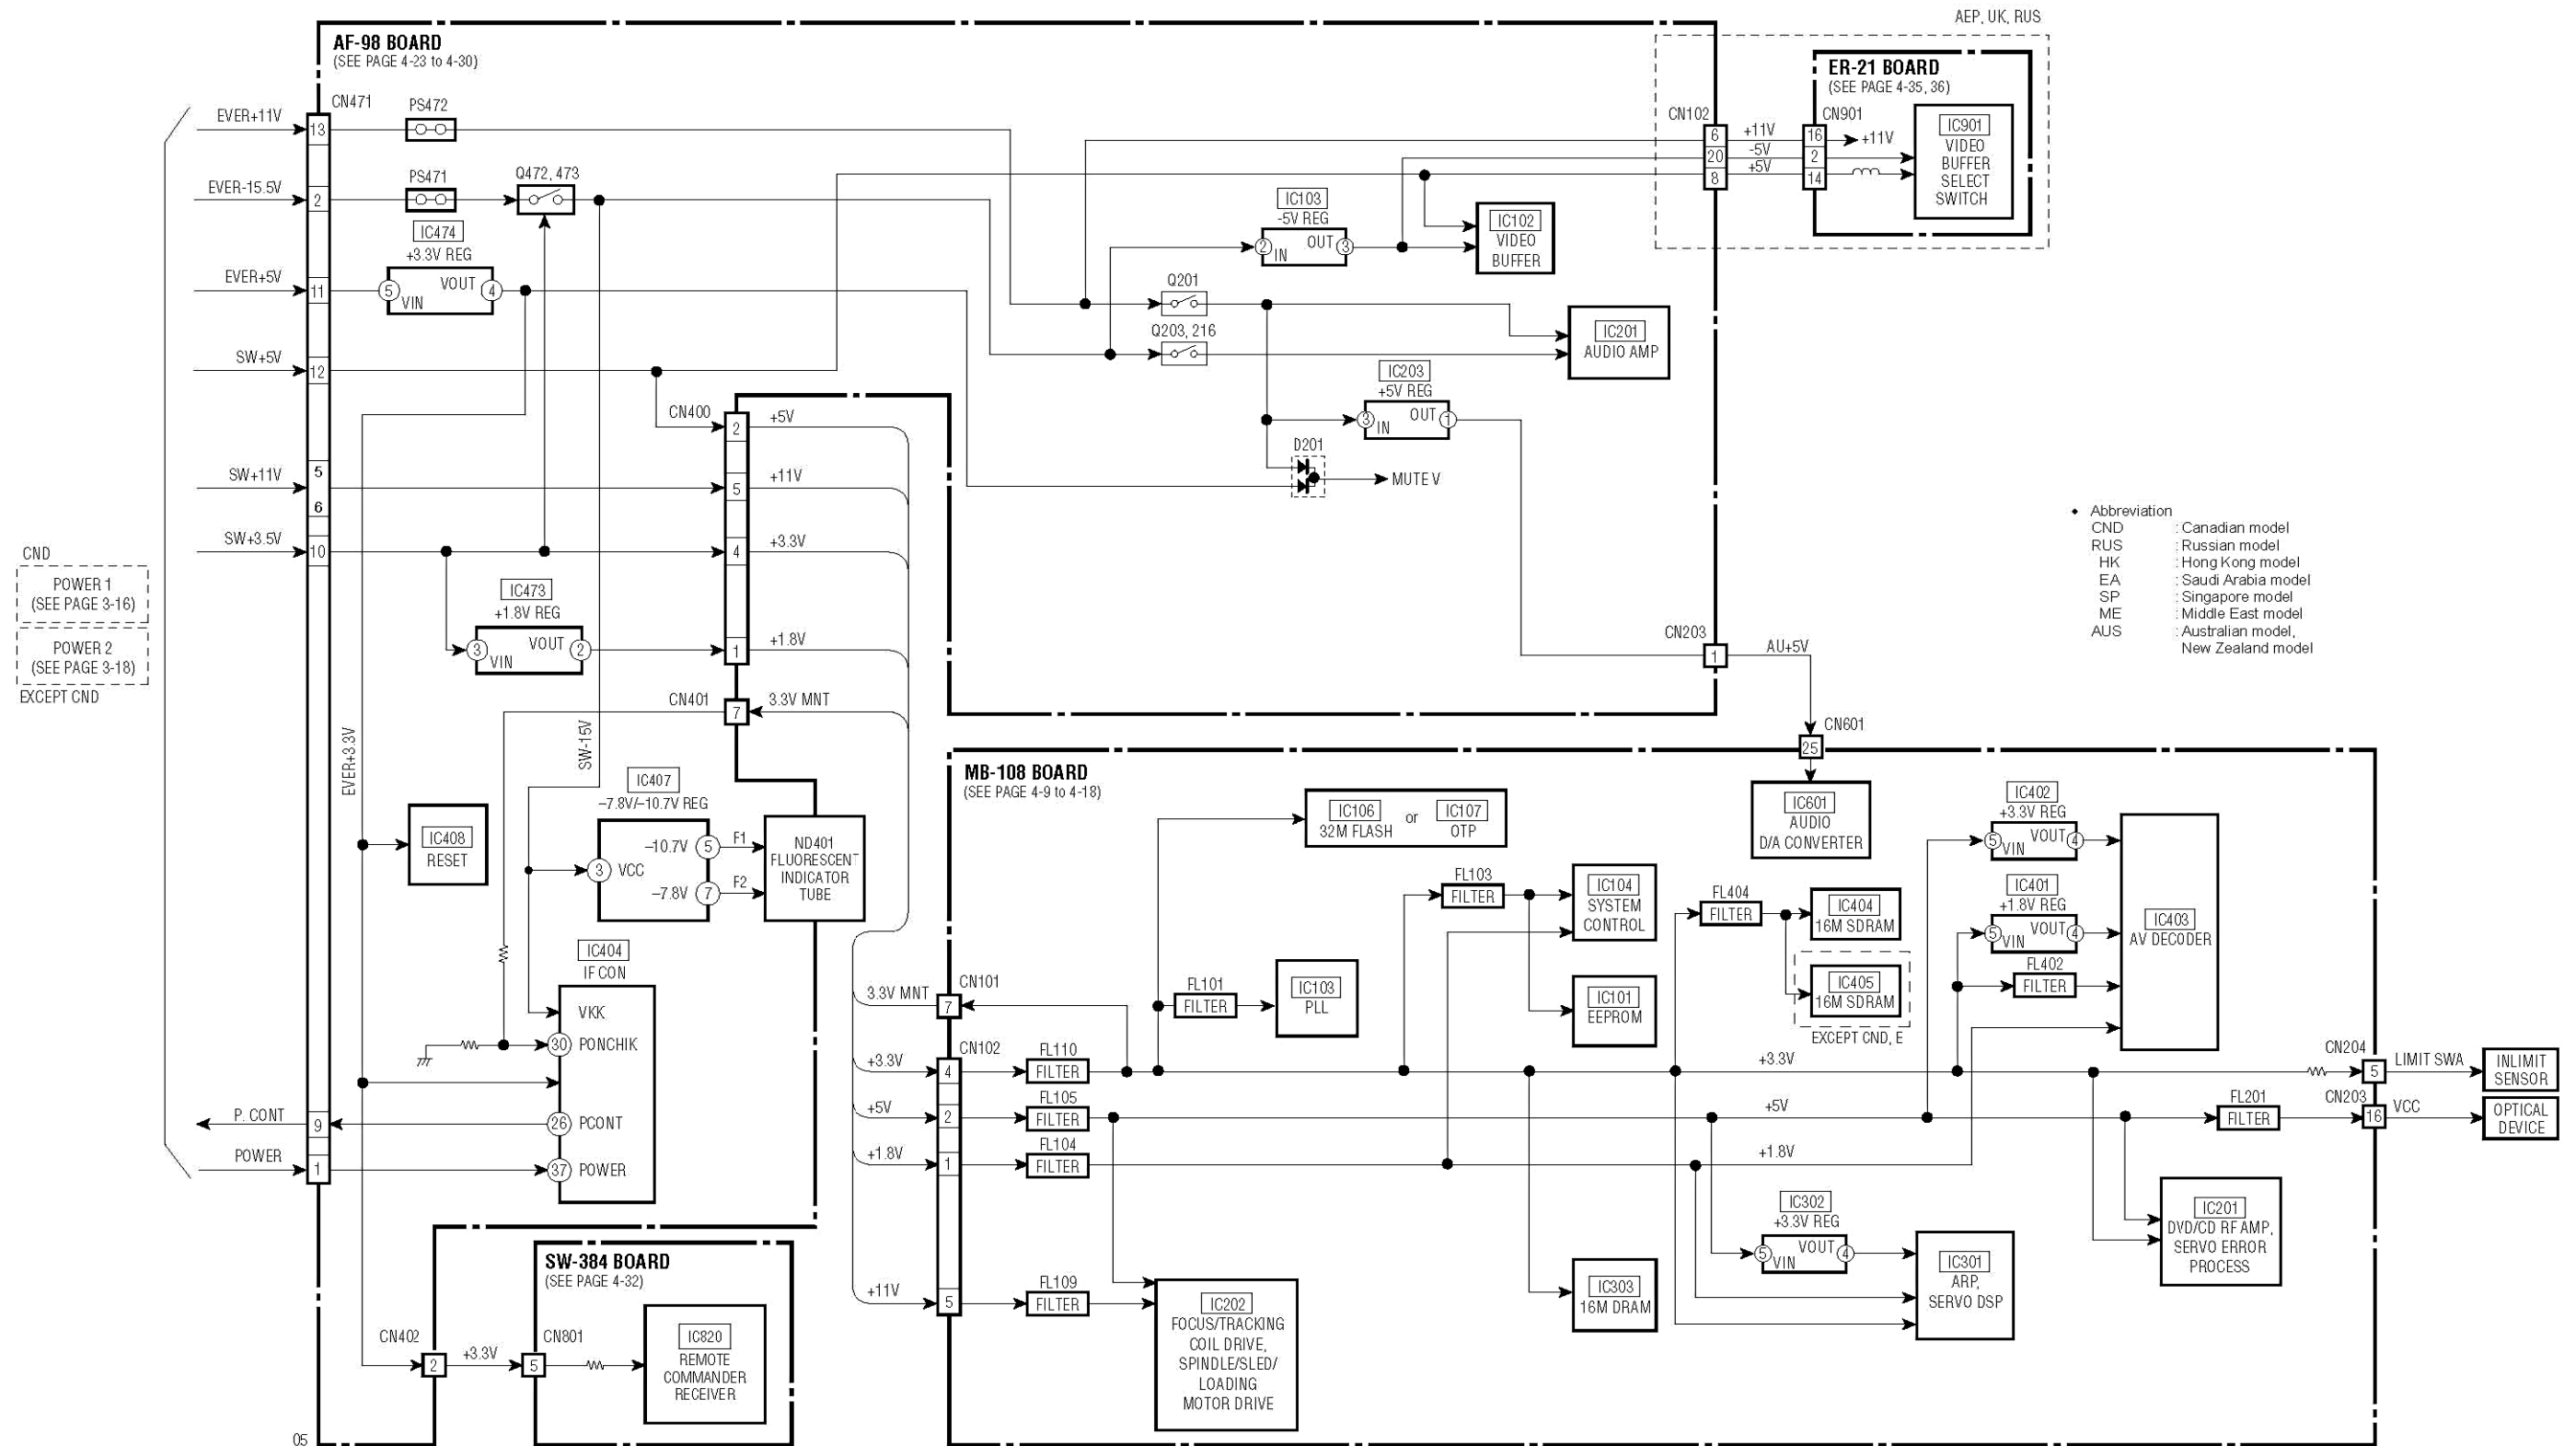 AEP, UK, RUS
AF-98 BOARD
(SEE PAGE 4-23 to 4-30)
ER-21 BOARD
(SEE PAGE 4-35, 36)
CN471
PS472
EVER+11V
13
CN102
CN901
6
+11V
16
+11V
20
-5V
2
8
+5V
14
IC901
VIDEO
BUFFER
SELECT
SWITCH
EVER-15.5V
2
PS471
Q472, 473
IC474
+3.3V REG
EVER+5V
11
5
VIN
VOUT
4
IC103
-5V REG
2
IN
OUT
3
IC102
VIDEO
BUFFER
Q201
Q203, 216
IC201
AUDIO AMP
SW+5V
12
IC203
+5V REG
3
IN
OUT
1
D201
MUTE V
CN400
2
+5V
SW+11V
5
6
5
+11V
SW+3.5V
10
4
+3.3V
IC473
+1.8V REG
3
VIN
VOUT
2
1
+1.8V
CND
POWER 1
(SEE PAGE 3-16)
POWER 2
(SEE PAGE 3-18)
EXCEPT CND
CN401
7
3.3V MNT
CN203
1
AU+5V
◆ Abbreviation
CND : Canadian model
RUS : Russian model
HK : Hong Kong model
EA : Saudi Arabia model
SP : Singapore model
ME : Middle East model
AUS : Australian model,
New Zealand model
EVER+3.3V
SW-15V
IC408
RESET
IC407
–7.8V/–10.7V REG
3
VCC
–10.7V
5
F1
–7.8V
7
F2
ND401
FLUORESCENT
INDICATOR
TUBE
IC404
IF CON
VKK
30
PONCHIK
26
PCONT
37
POWER
P. CONT
9
POWER
1
SW-384 BOARD
(SEE PAGE 4-32)
CN402
2
+3.3V
CN801
5
IC820
REMOTE
COMMANDER
RECEIVER
05
CN601
25
MB-108 BOARD
(SEE PAGE 4-9 to 4-18)
IC106
32M FLASH
or
IC107
OTP
IC601
AUDIO
D/A CONVERTER
IC402
+3.3V REG
5
VIN
VOUT
4
IC401
+1.8V REG
5
VIN
VOUT
4
FL402
FILTER
IC403
AV DECODER
FL103
FILTER
IC104
SYSTEM
CONTROL
FL404
FILTER
IC404
16M SDRAM
IC405
16M SDRAM
EXCEPT CND, E
IC101
EEPROM
FL101
FILTER
IC103
PLL
3.3V MNT
CN101
7
CN102
+3.3V
4
FL110
FILTER
+3.3V
CN204
5
LIMIT SWA
INLIMIT
SENSOR
+5V
2
FL105
FILTER
+5V
FL201
FILTER
CN203
16
VCC
OPTICAL
DEVICE
+1.8V
1
FL104
FILTER
+1.8V
IC302
+3.3V REG
5
VIN
VOUT
4
IC301
ARP,
SERVO DSP
IC201
DVD/CD RF AMP,
SERVO ERROR
PROCESS
IC303
16M DRAM
+11V
5
FL109
FILTER
IC202
FOCUS/TRACKING
COIL DRIVE,
SPINDLE/SLED/
LOADING
MOTOR DRIVE